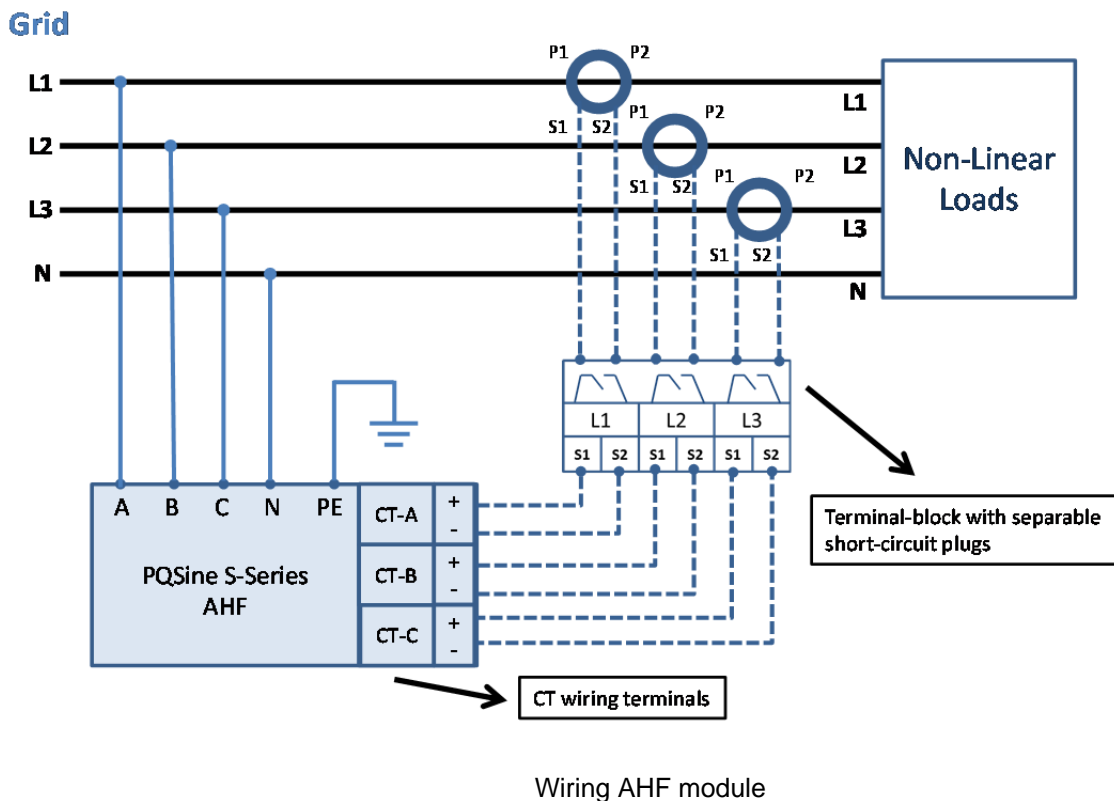 Grid
P1 P2
L1 L1
S1 S2 P1 P2
L2 L2
Non-Linear
Loads
S1 S2 P1 P2
L3 L3
S1 S2
N N
L1 L2 L3
S1 S2 S1 S2 S1 S2
A B C N PE
CT-A + -
CT-B + -
CT-C + -
PQSine S-Series
AHF
Terminal-block with separable
short-circuit plugs
CT wiring terminals
Wiring AHF module